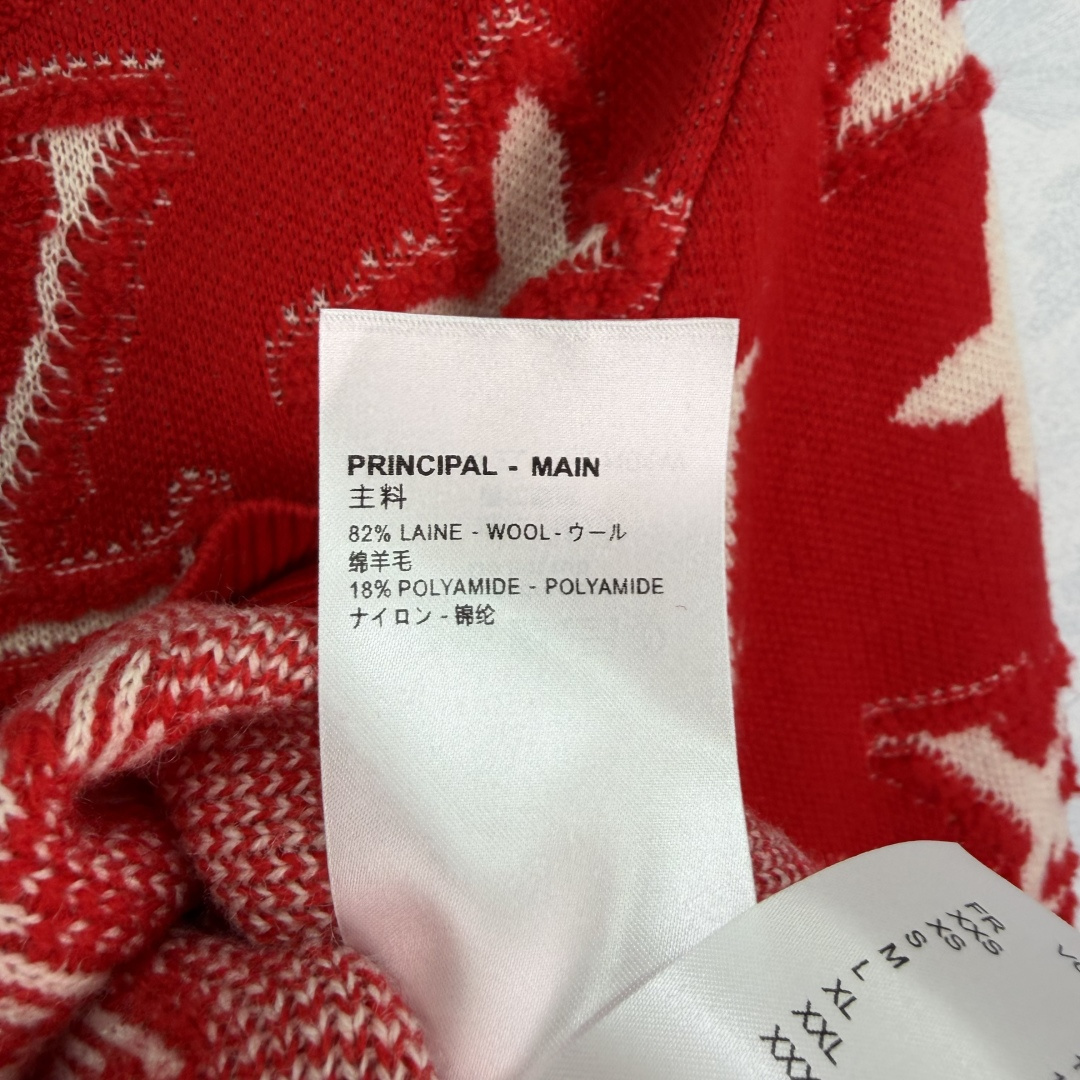 PRINCIPAL - MAIN
主料
82% LAINE - WOOL - ウール
绵羊毛
18% POLYAMIDE - POLYAMIDE
ナイロン - 锦纶
FR
XXS
XS
S
M
L
XL
XXL